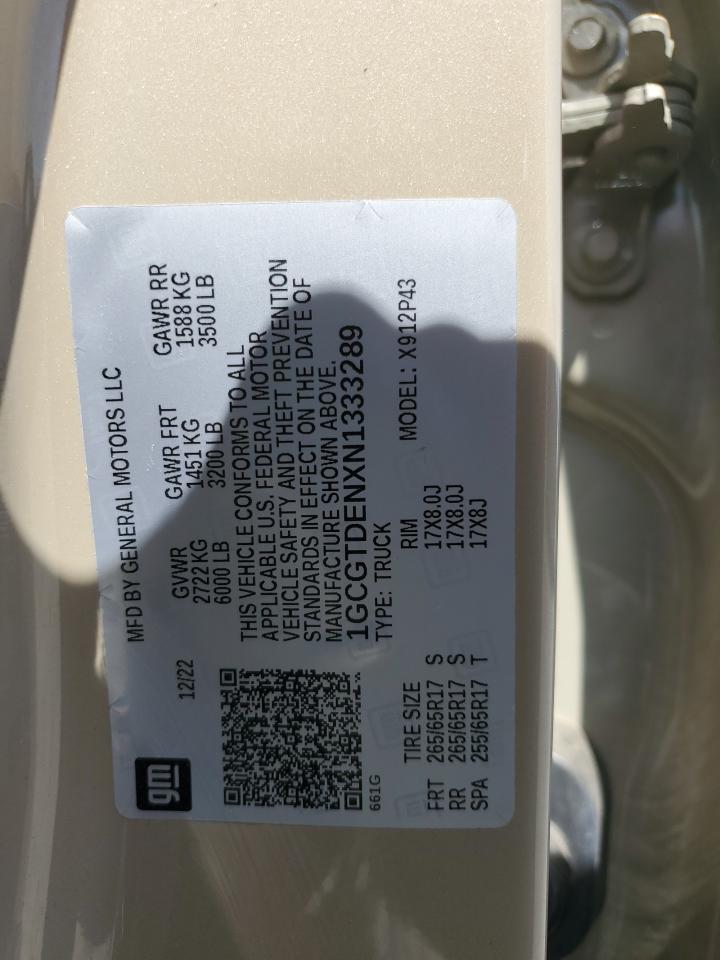 gm
MFD BY GENERAL MOTORS LLC
12/22
GVWR GAWR FRT GAWR RR
2722 KG 1451 KG 1588 KG
6000 LB 3200 LB 3500 LB
THIS VEHICLE CONFORMS TO ALL
APPLICABLE U.S. FEDERAL MOTOR
VEHICLE SAFETY AND THEFT PREVENTION
STANDARDS IN EFFECT ON THE DATE OF
MANUFACTURE SHOWN ABOVE.
1GCGTDENXN1333289
661G
TYPE: TRUCK MODEL: X912P43
TIRE SIZE RIM
FRT 265/65R17 S 17X8.0J
RR 265/65R17 S 17X8.0J
SPA 255/65R17 T 17X8J